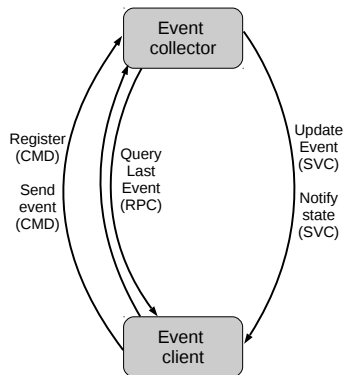 Event
collector
Register
(CMD)
Send
event
(CMD)
Query
Last
Event
(RPC)
Update
Event
(SVC)
Notify
state
(SVC)
Event
client